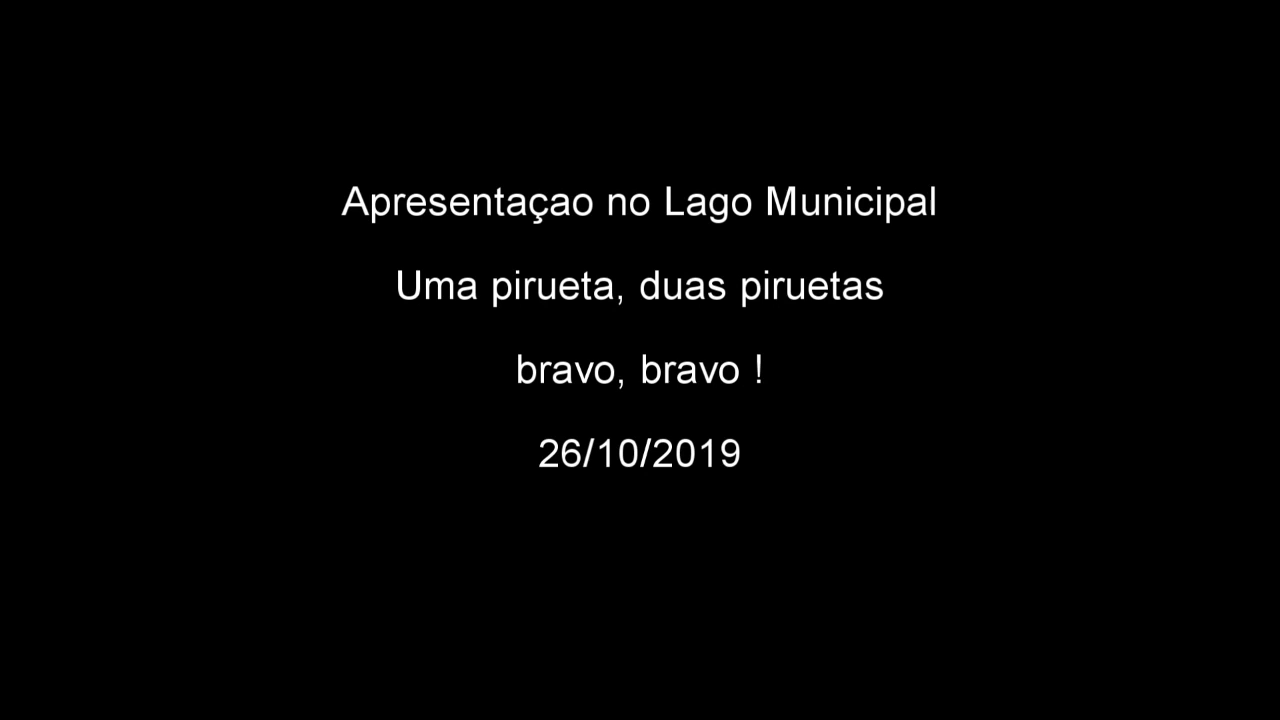 Apresentaçao no Lago Municipal
Uma pirueta, duas piruetas
bravo, bravo !
26/10/2019